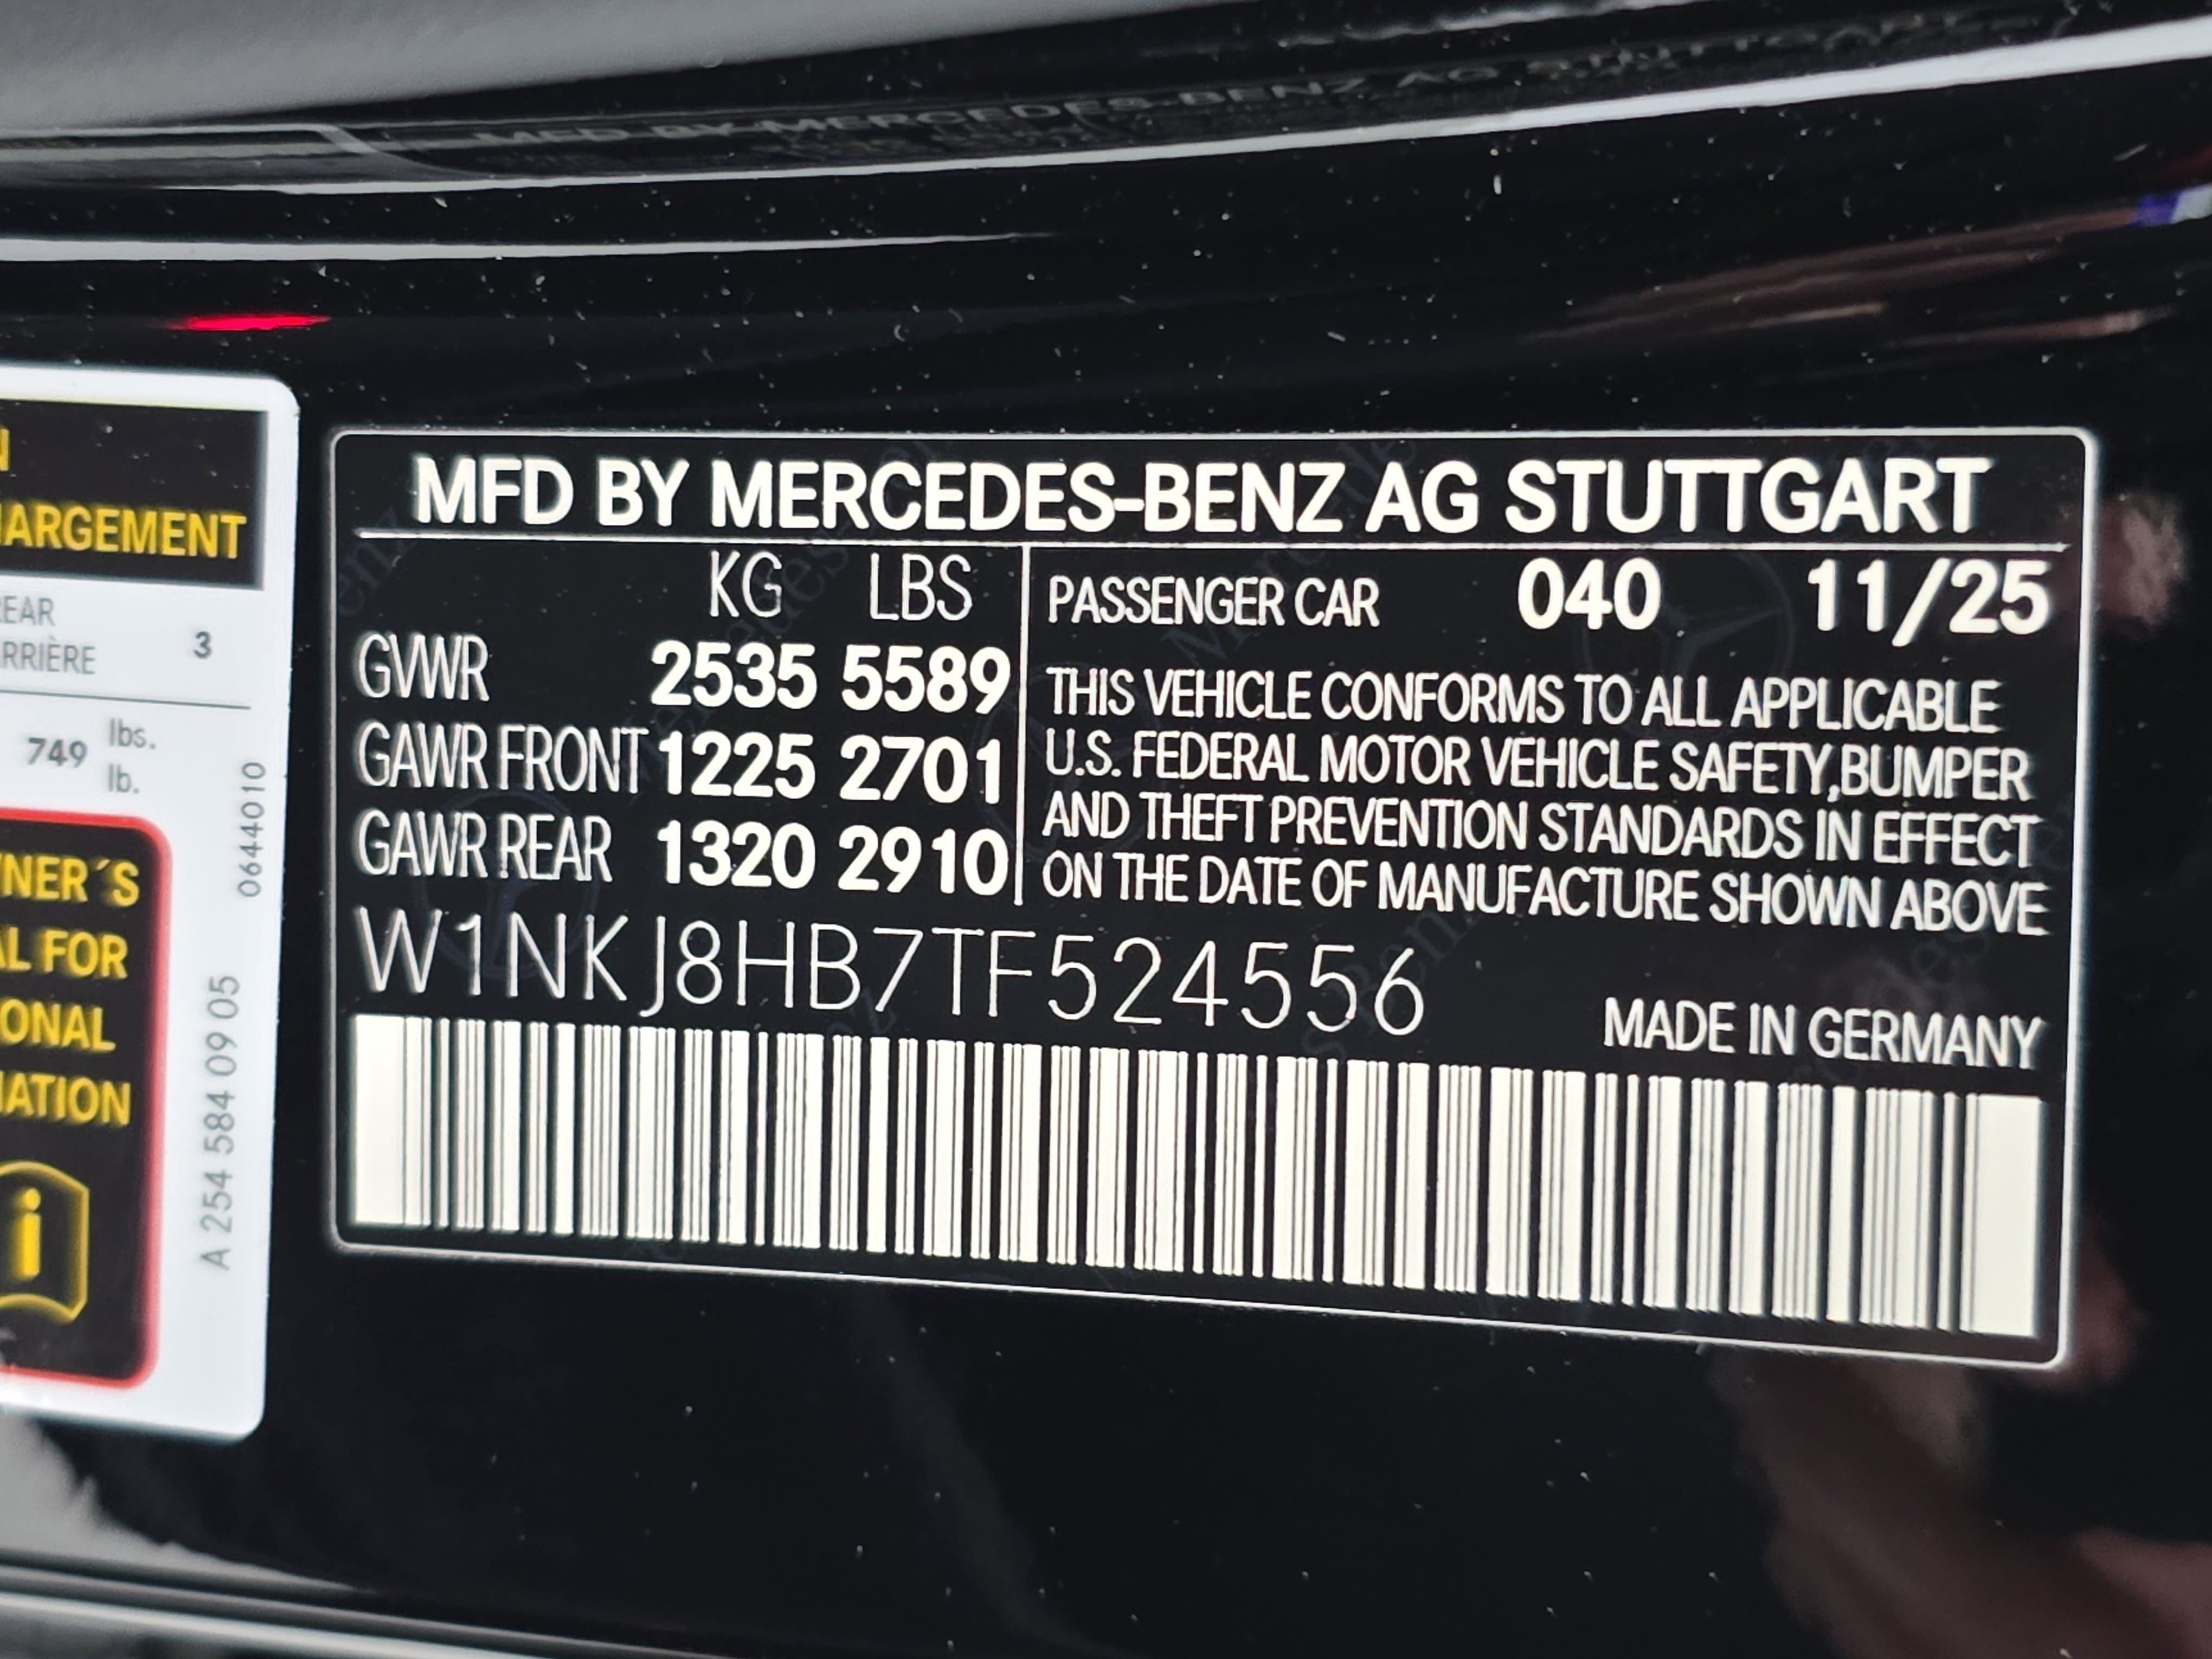 ARGEMENT
EAR
RRIÈRE 3
749 lbs.
lb.
0644010
NER´S
L FOR
ONAL
ATION
A 254 584 09 05
MFD BY MERCEDES-BENZ AG STUTTGART
KG LBS
GVWR 2535 5589
GAWR FRONT 1225 2701
GAWR REAR 1320 2910
PASSENGER CAR 040 11/25
THIS VEHICLE CONFORMS TO ALL APPLICABLE
U.S. FEDERAL MOTOR VEHICLE SAFETY,BUMPER
AND THEFT PREVENTION STANDARDS IN EFFECT
ON THE DATE OF MANUFACTURE SHOWN ABOVE
W1NKJ8HB7TF524556
MADE IN GERMANY